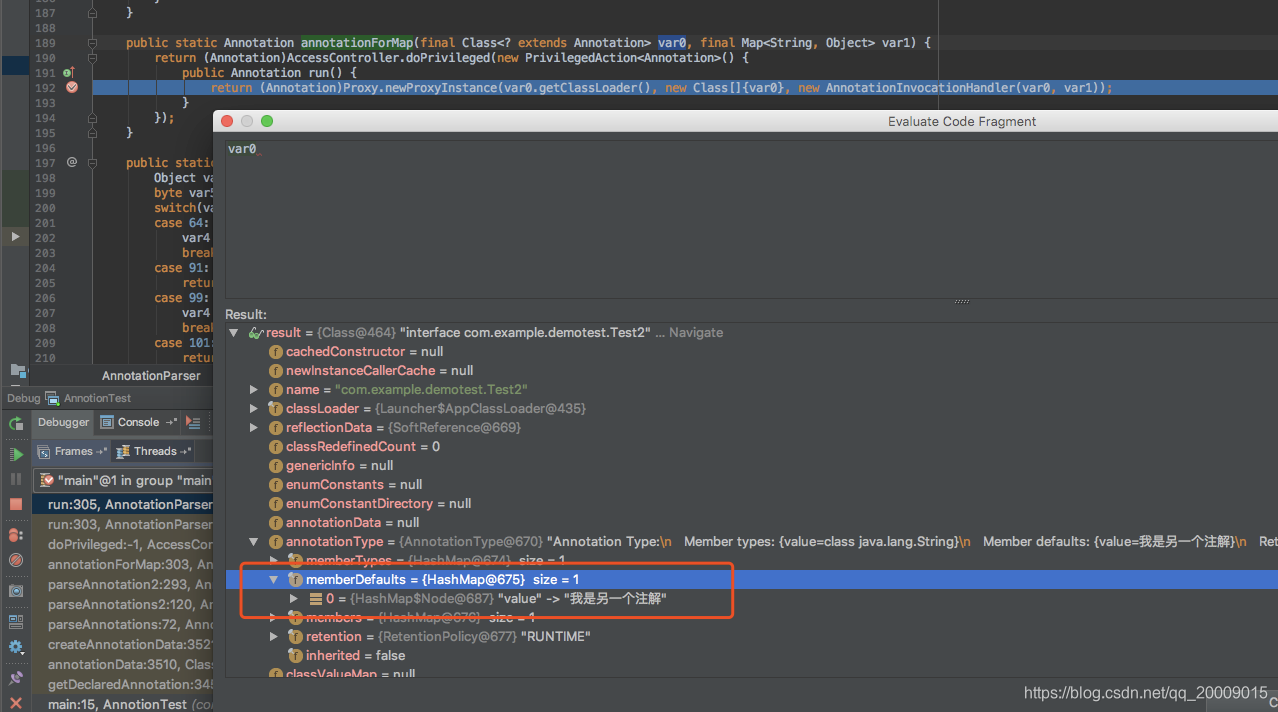 187 }
188
189 public static Annotation annotationForMap(final Class<? extends Annotation> var0, final Map<String, Object> var1) {
190 return (Annotation)AccessController.doPrivileged(new PrivilegedAction<Annotation>() {
191 public Annotation run() {
192 return (Annotation)Proxy.newProxyInstance(var0.getClassLoader(), new Class[]{var0}, new AnnotationInvocationHandler(var0, var1));
193 }
194 });
195 }
196
197 @ public static
198 Object va
199 byte var5
200 switch(va
201 case 64:
202 var4
203 break
204 case 91:
205 retur
206 case 99:
207 var4
208 break
209 case 101:
210 retur
AnnotationParser
Evaluate Code Fragment
var0
Result:
result = {Class@464} "interface com.example.demotest.Test2" ... Navigate
cachedConstructor = null
newInstanceCallerCache = null
name = "com.example.demotest.Test2"
classLoader = {Launcher$AppClassLoader@435}
reflectionData = {SoftReference@669}
classRedefinedCount = 0
genericInfo = null
enumConstants = null
enumConstantDirectory = null
annotationData = null
annotationType = {AnnotationType@670} "Annotation Type:\n Member types: {value=class java.lang.String}\n Member defaults: {value=我是另一个注解}\n Ret
memberTypes = {HashMap@674} size = 1
memberDefaults = {HashMap@675} size = 1
0 = {HashMap$Node@687} "value" -> "我是另一个注解"
members = {HashMap@676} size = 1
retention = {RetentionPolicy@677} "RUNTIME"
inherited = false
classValueMap = null
Debug AnnotionTest
Debugger Console
Frames Threads
"main"@1 in group "main
run:305, AnnotationParser
run:303, AnnotationParser
doPrivileged:-1, AccessCor
annotationForMap:303, An
parseAnnotation2:293, An
parseAnnotations2:120, An
parseAnnotations:72, Anno
createAnnotationData:352
annotationData:3510, Clas
getDeclaredAnnotation:345
main:15, AnnotionTest (co
https://blog.csdn.net/qq_20009015